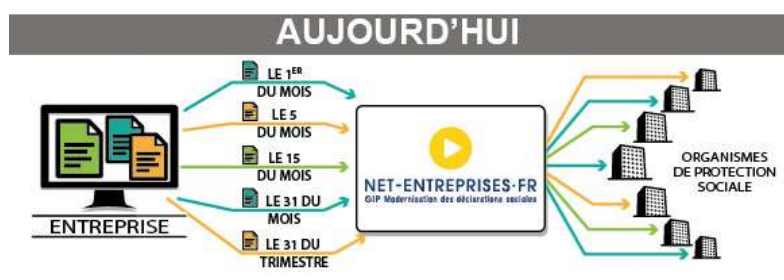 AUJOURD'HUI
LE 1ER
DU MOIS
LE 5
DU MOIS
LE 15
DU MOIS
LE 31 DU
MOIS
LE 31 DU
TRIMESTRE
ENTREPRISE
NET-ENTREPRISES·FR
GIP Modernisation des déclarations sociales
ORGANISMES
DE PROTECTION
SOCIALE